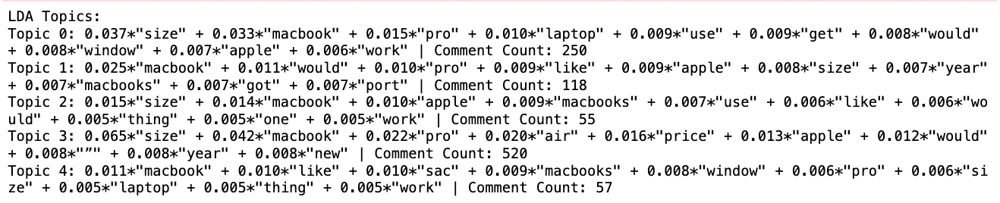 LDA Topics:
Topic 0: 0.037*"size" + 0.033*"macbook" + 0.015*"pro" + 0.010*"laptop" + 0.009*"use" + 0.009*"get" + 0.008*"would"
+ 0.008*"window" + 0.007*"apple" + 0.006*"work" | Comment Count: 250
Topic 1: 0.025*"macbook" + 0.011*"would" + 0.010*"pro" + 0.009*"like" + 0.009*"apple" + 0.008*"size" + 0.007*"year"
+ 0.007*"macbooks" + 0.007*"got" + 0.007*"port" | Comment Count: 118
Topic 2: 0.015*"size" + 0.014*"macbook" + 0.010*"apple" + 0.009*"macbooks" + 0.007*"use" + 0.006*"like" + 0.006*"wo
uld" + 0.005*"thing" + 0.005*"one" + 0.005*"work" | Comment Count: 55
Topic 3: 0.065*"size" + 0.042*"macbook" + 0.022*"pro" + 0.020*"air" + 0.016*"price" + 0.013*"apple" + 0.012*"would"
+ 0.008*"”" + 0.008*"year" + 0.008*"new" | Comment Count: 520
Topic 4: 0.011*"macbook" + 0.010*"like" + 0.010*"sac" + 0.009*"macbooks" + 0.008*"window" + 0.006*"pro" + 0.006*"si
ze" + 0.005*"laptop" + 0.005*"thing" + 0.005*"work" | Comment Count: 57